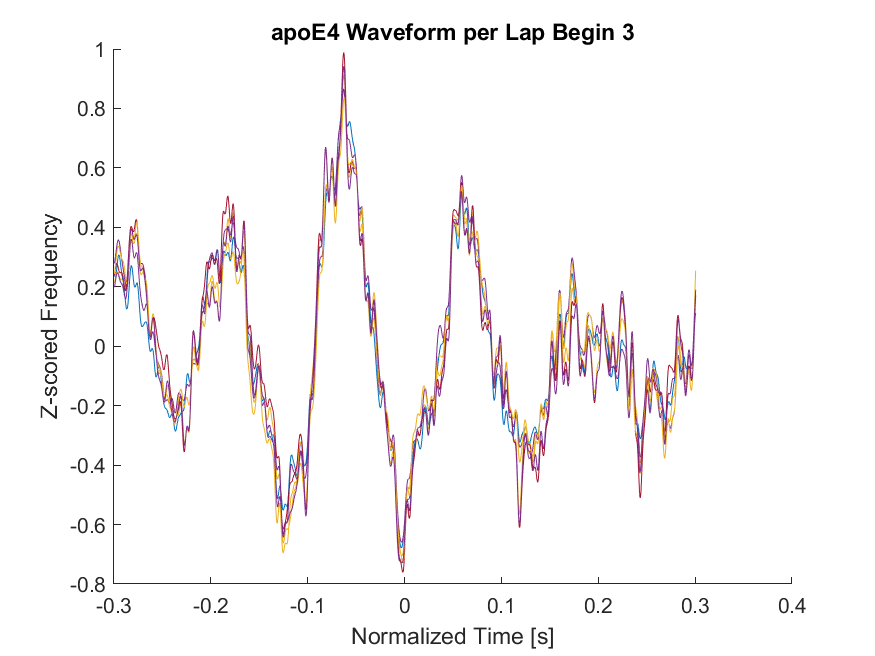 apoE4 Waveform per Lap Begin 3
1
0.8
0.6
0.4
0.2
0
-0.2
-0.4
-0.6
-0.8
Z-scored Frequency
-0.3 -0.2 -0.1 0 0.1 0.2 0.3 0.4
Normalized Time [s]